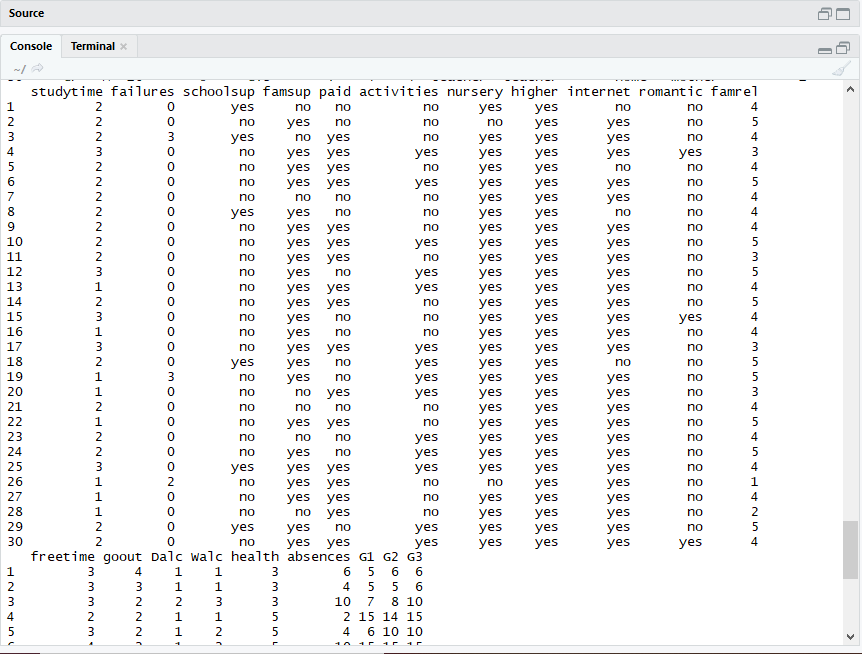 Source
Console Terminal ×
~/
studytime failures schoolsup famsup paid activities nursery higher internet romantic famrel
1 2 0 yes no no no yes yes no no 4
2 2 0 no yes no no no yes yes no 5
3 2 3 yes no yes no yes yes yes no 4
4 3 0 no yes yes yes yes yes yes yes 3
5 2 0 no yes yes no yes yes no no 4
6 2 0 no yes yes yes yes yes yes no 5
7 2 0 no no no no yes yes yes no 4
8 2 0 yes yes no no yes yes no no 4
9 2 0 no yes yes no yes yes yes no 4
10 2 0 no yes yes yes yes yes yes no 5
11 2 0 no yes yes no yes yes yes no 3
12 3 0 no yes no yes yes yes yes no 5
13 1 0 no yes yes yes yes yes yes no 4
14 2 0 no yes yes no yes yes yes no 5
15 3 0 no yes no no yes yes yes yes 4
16 1 0 no yes no no yes yes yes no 4
17 3 0 no yes yes yes yes yes yes no 3
18 2 0 yes yes no yes yes yes no no 5
19 1 3 no yes no yes yes yes yes no 5
20 1 0 no no yes yes yes yes yes no 3
21 2 0 no no no no yes yes yes no 4
22 1 0 no yes yes no yes yes yes no 5
23 2 0 no no no yes yes yes yes no 4
24 2 0 no yes no yes yes yes yes no 5
25 3 0 yes yes yes yes yes yes yes no 4
26 1 2 no yes yes no no yes yes no 1
27 1 0 no yes yes no yes yes yes no 4
28 1 0 no no yes no yes yes yes no 2
29 2 0 yes yes no yes yes yes yes no 5
30 2 0 no yes yes yes yes yes yes yes 4
freetime goout Dalc Walc health absences G1 G2 G3
1 3 4 1 1 3 6 5 6 6
2 3 3 1 1 3 4 5 5 6
3 3 2 2 3 3 10 7 8 10
4 2 2 1 1 5 2 15 14 15
5 3 2 1 2 5 4 6 10 10